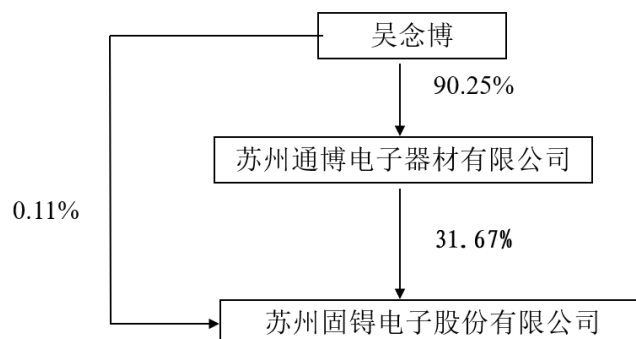 吴念博
90.25%
苏州通博电子器材有限公司
0.11%
31.67%
苏州固锝电子股份有限公司